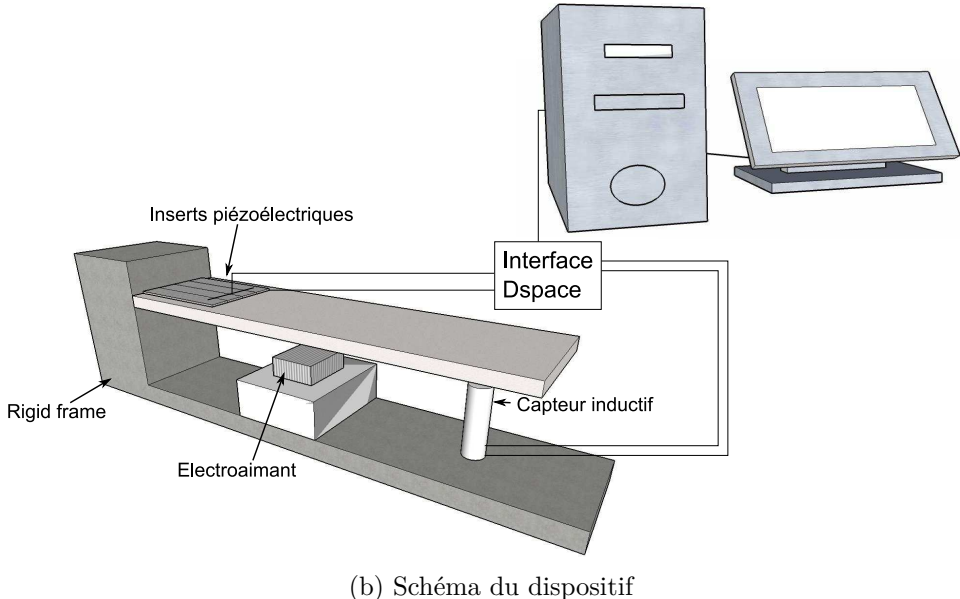 Inserts piézoélectriques
Interface
Dspace
Rigid frame
Capteur inductif
Electroaimant
(b) Schéma du dispositif